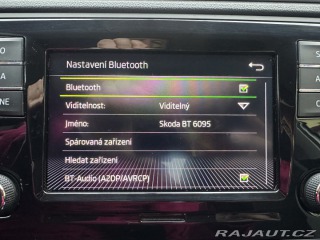 Nastavení Bluetooth
Bluetooth
Viditelnost: Viditelný
Jméno: Skoda BT 6095
Spárovaná zařízení
Hledat zařízení
BT-Audio (A2DP/AVRCP)
RAJAUT.CZ